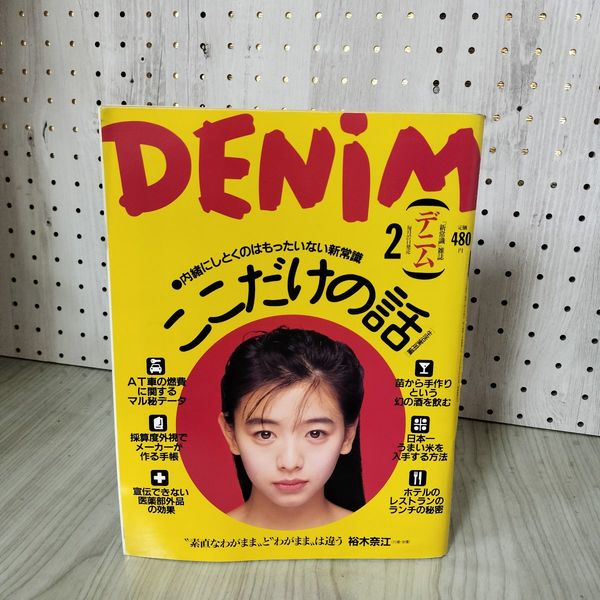 DENiM
(デニム)
「新常識」雑誌
2
定価
480
円
●内緒にしとくのはもったいない新常識
ここだけの話
AT車の燃費
に関する
マル秘データ
採算度外視で
メーカーが
作る手帳
宣伝できない
医薬部外品
の効果
苗から手作り
という
幻の酒を飲む
日本一
うまい米を
入手する方法
ホテルの
レストランの
ランチの秘密
“素直なわがまま„と“わがまま„は違う 裕木奈江